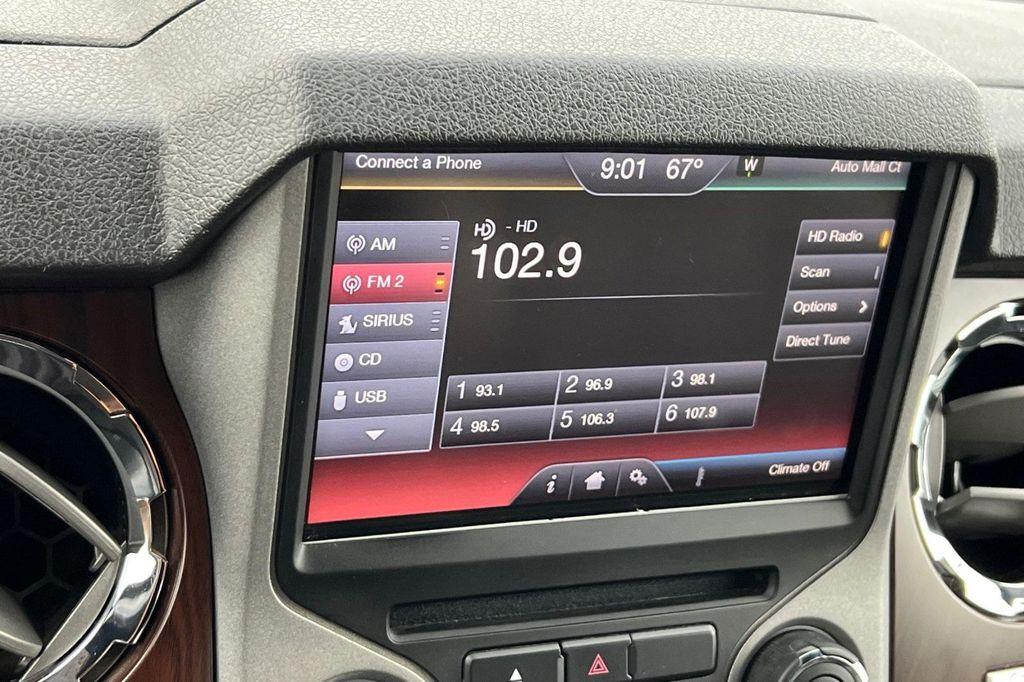 Connect a Phone
9:01 67º
W
Auto Mall Ct
AM
FM 2
SIRIUS
CD
USB
HD - HD
102.9
HD Radio
Scan
Options
Direct Tune
1 93.1
2 96.9
3 98.1
4 98.5
5 106.3
6 107.9
i
Climate Off